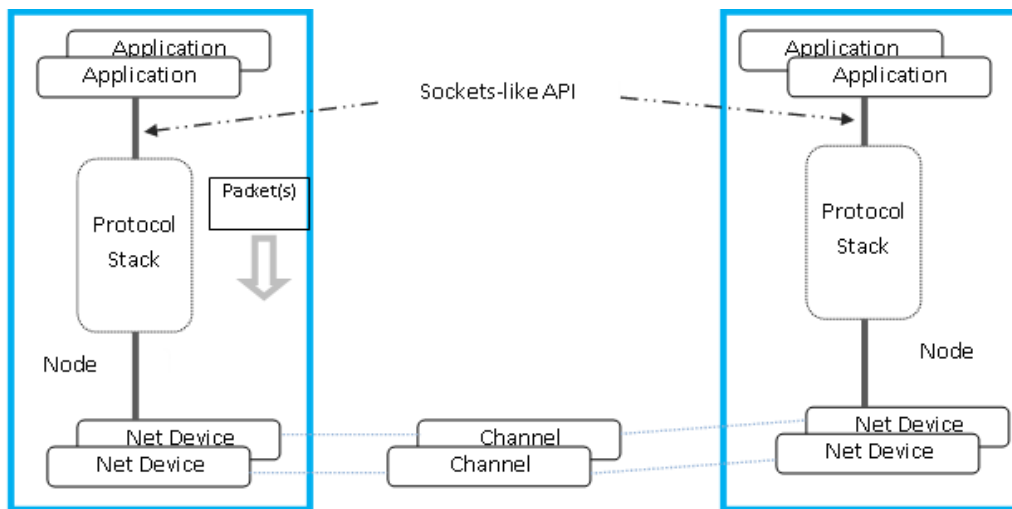 Application
Application
Sockets-like API
Application
Application
Packet(s)
Protocol
Stack
Protocol
Stack
Node
Node
Net Device
Net Device
Channel
Channel
Net Device
Net Device